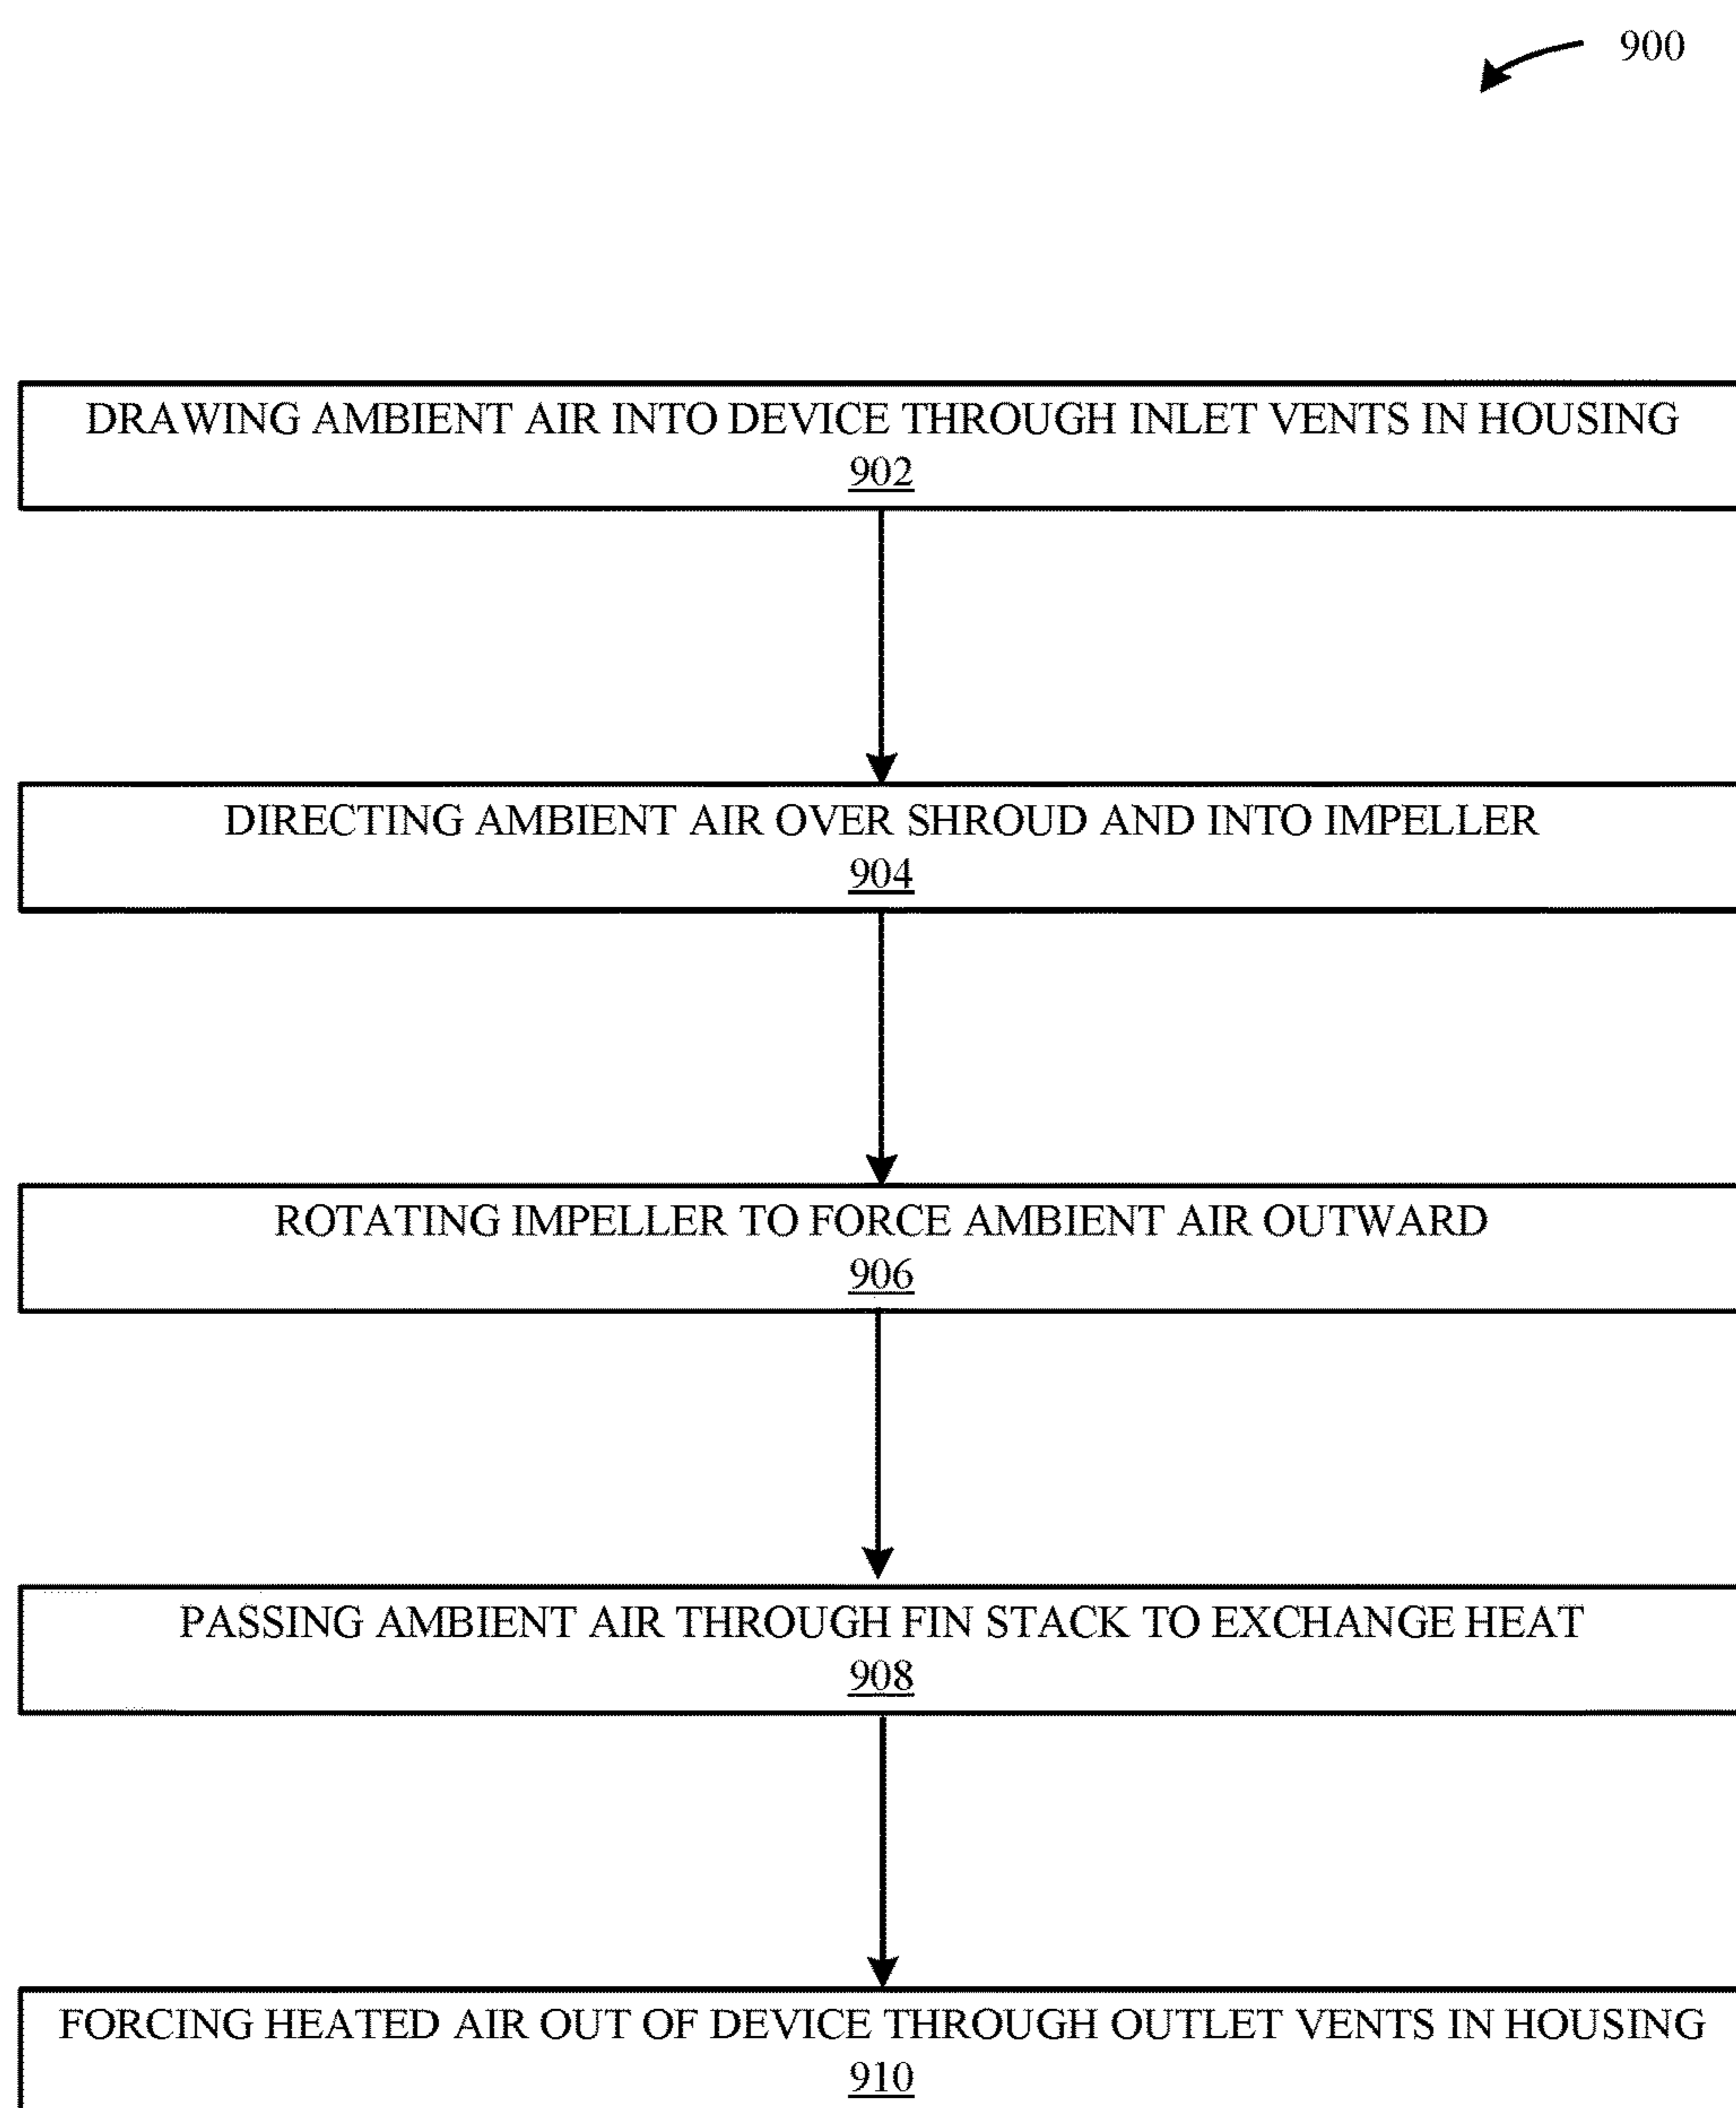 900
DRAWING AMBIENT AIR INTO DEVICE THROUGH INLET VENTS IN HOUSING
902
DIRECTING AMBIENT AIR OVER SHROUD AND INTO IMPELLER
904
ROTATING IMPELLER TO FORCE AMBIENT AIR OUTWARD
906
PASSING AMBIENT AIR THROUGH FIN STACK TO EXCHANGE HEAT
908
FORCING HEATED AIR OUT OF DEVICE THROUGH OUTLET VENTS IN HOUSING
910